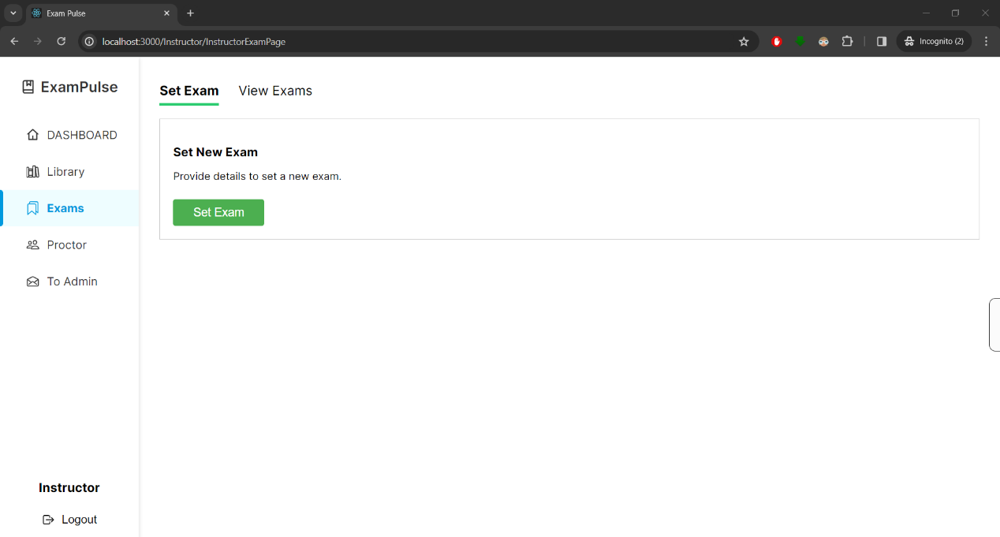 Exam Pulse
localhost:3000/Instructor/InstructorExamPage
Incognito (2)
ExamPulse
DASHBOARD
Library
Exams
Proctor
To Admin
Instructor
Logout
Set Exam View Exams
Set New Exam
Provide details to set a new exam.
Set Exam